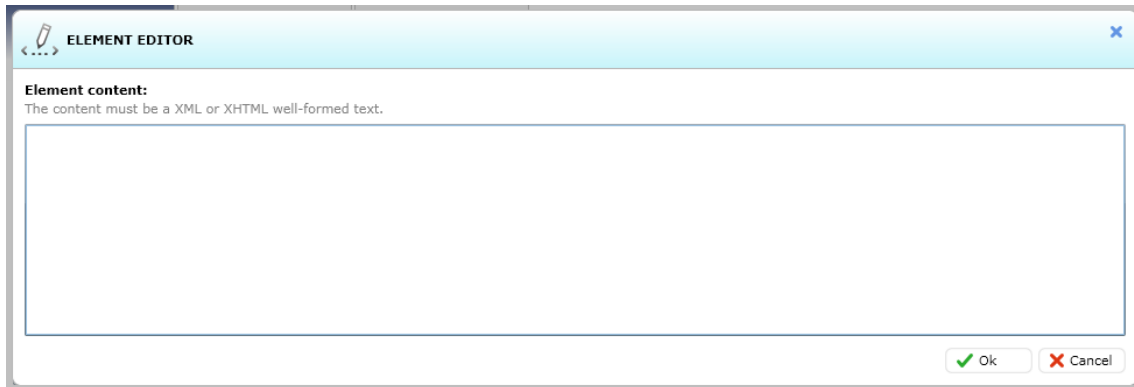 ELEMENT EDITOR
Element content:
The content must be a XML or XHTML well-formed text.
Ok Cancel